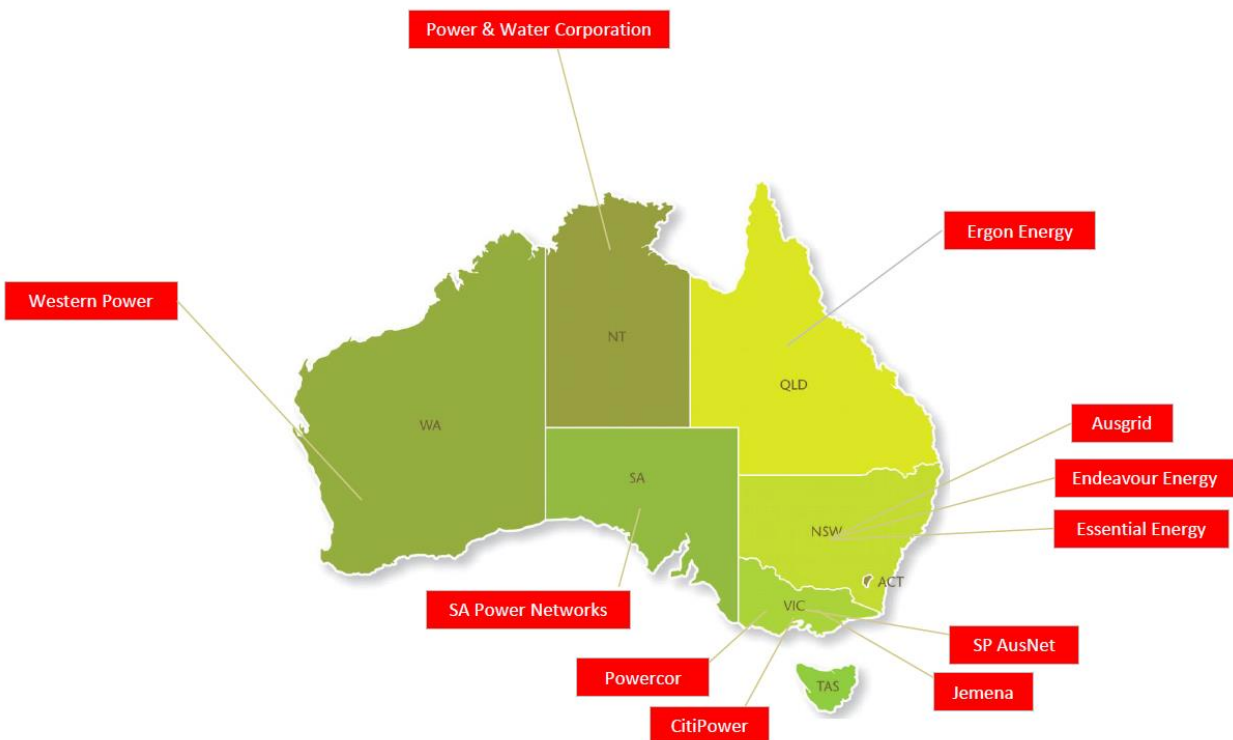 Power & Water Corporation
Ergon Energy
Western Power
NT
QLD
Ausgrid
WA
SA
Endeavour Energy
NSW
Essential Energy
ACT
SA Power Networks
VIC
SP AusNet
Powercor
TAS
Jemena
CitiPower